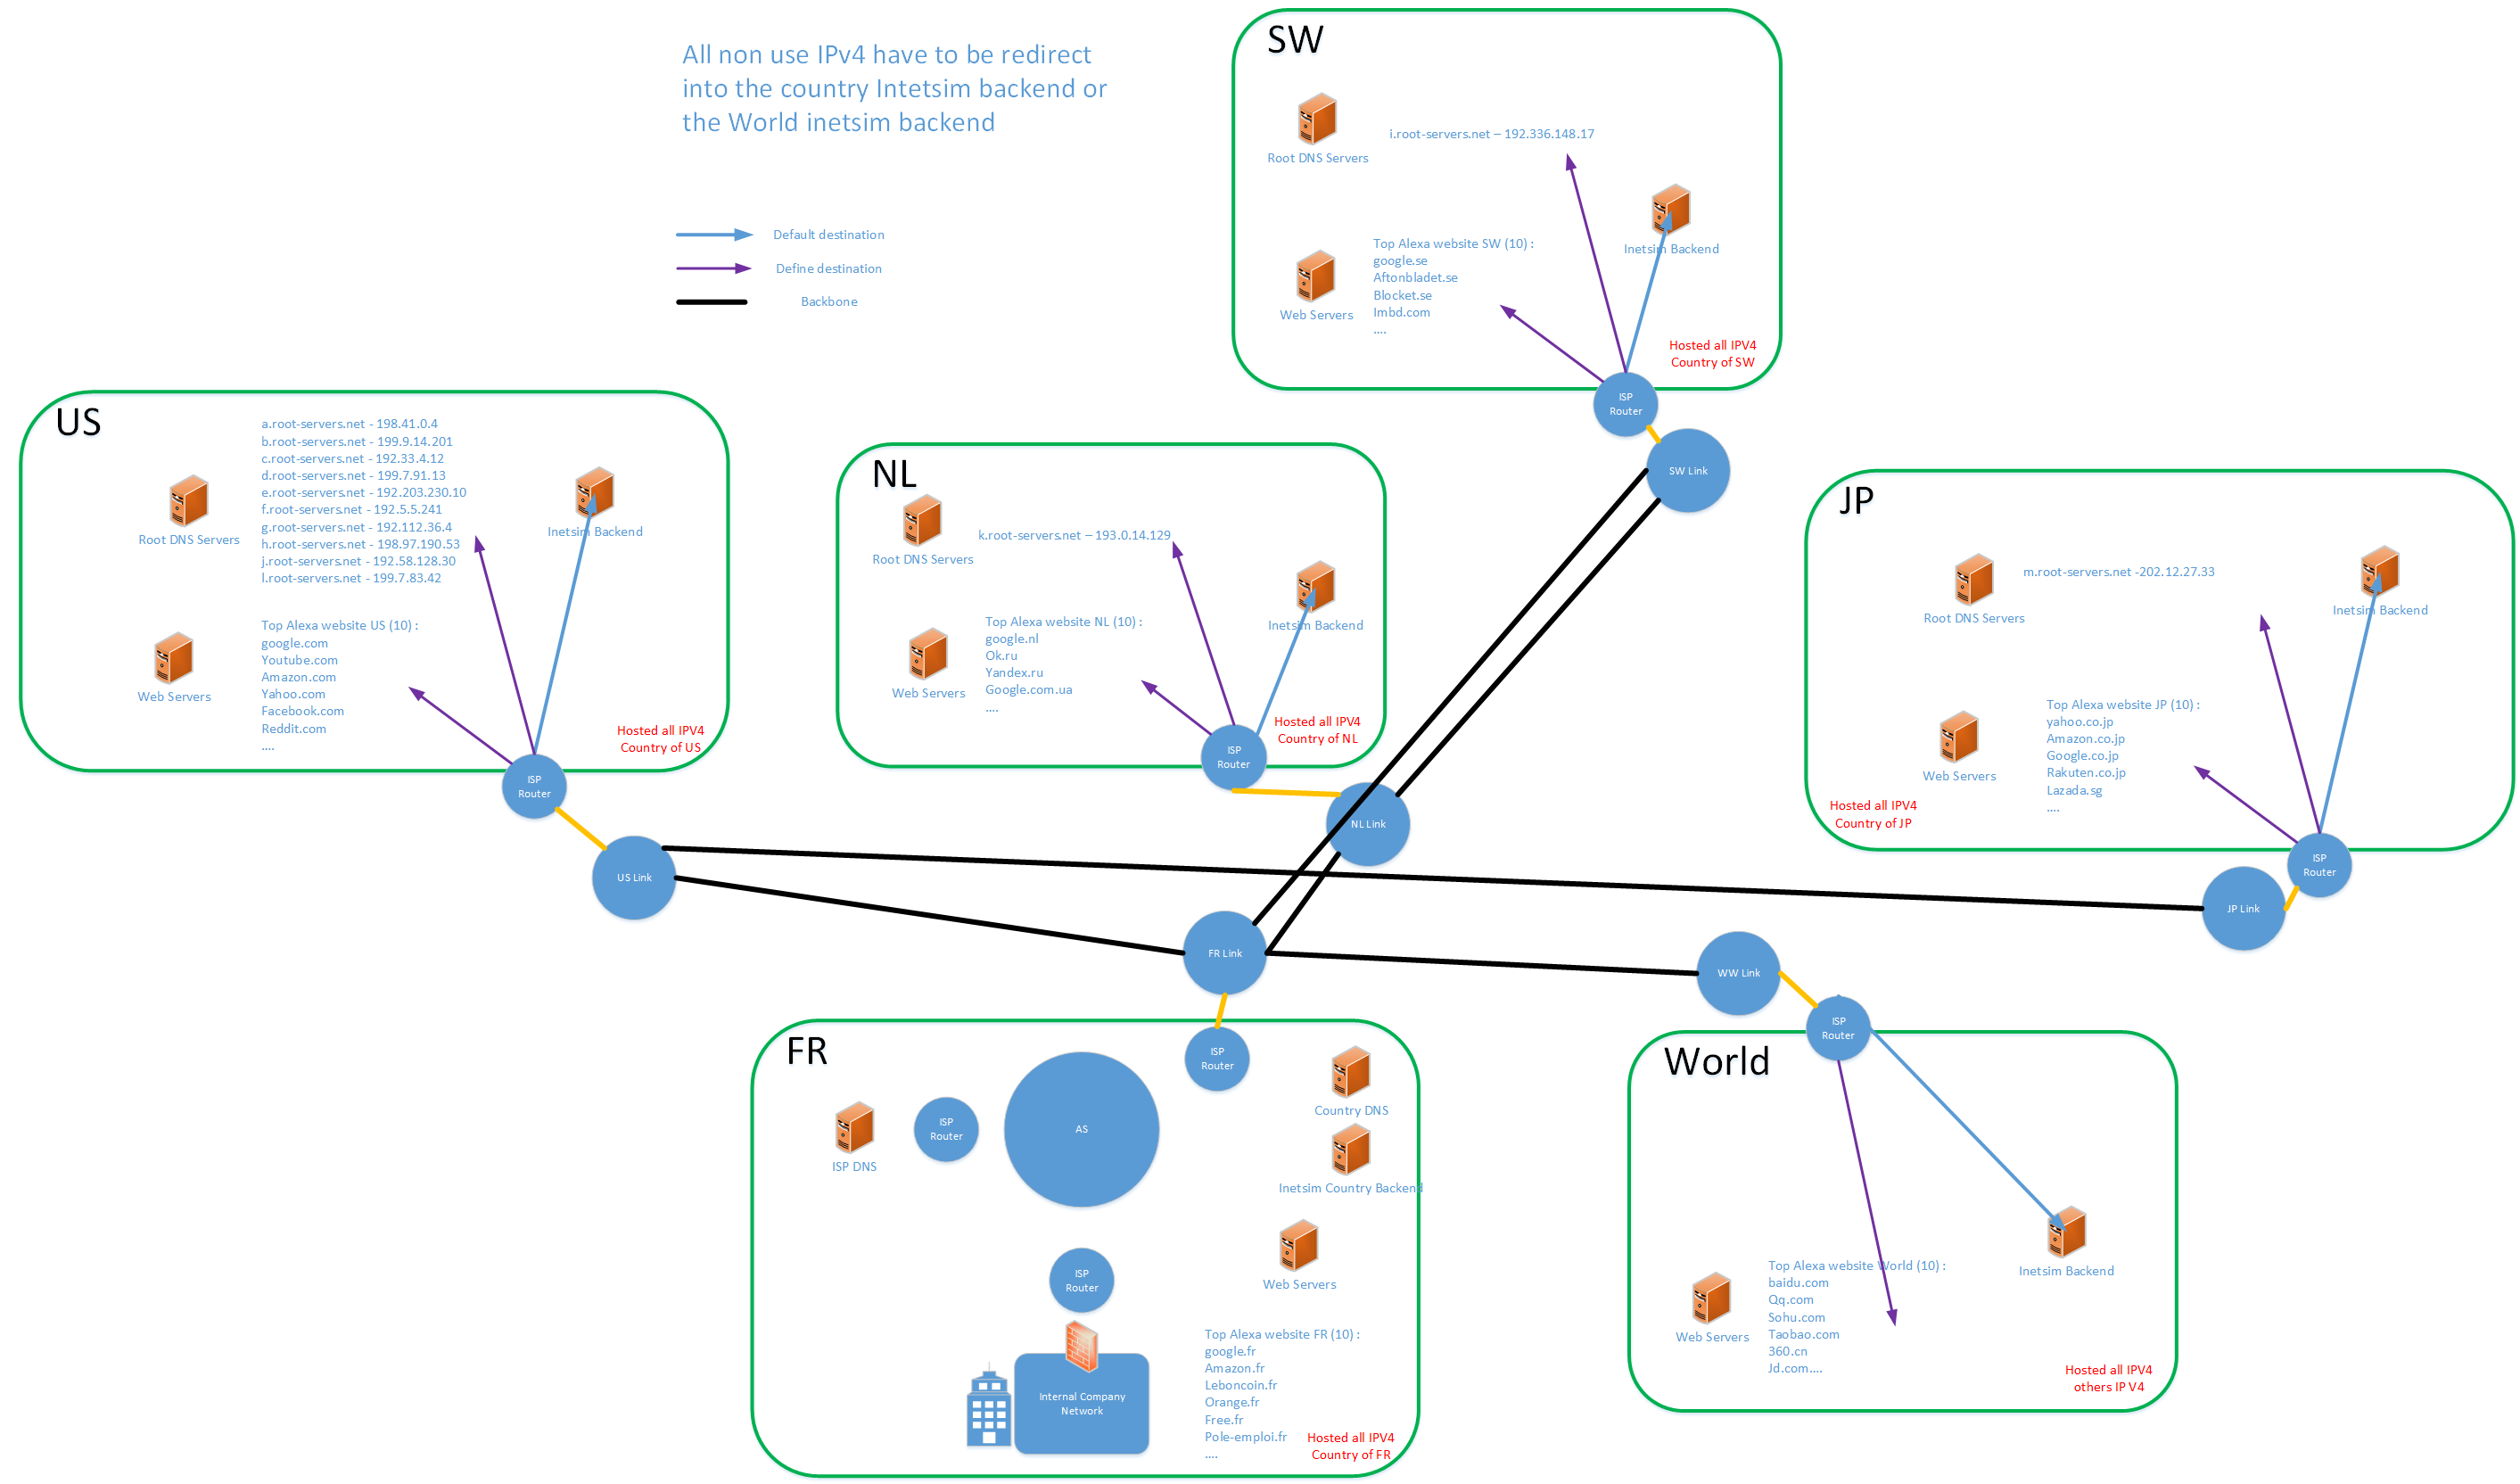 All non use IPv4 have to be redirect
into the country Intetsim backend or
the World inetsim backend
Default destination
Define destination
Backbone
SW
Root DNS Servers
i.root-servers.net – 192.336.148.17
Inetsim Backend
Web Servers
Top Alexa website SW (10) :
google.se
Aftonbladet.se
Blocket.se
Imbd.com
....
Hosted all IPV4
Country of SW
ISP
Router
SW Link
US
Root DNS Servers
a.root-servers.net - 198.41.0.4
b.root-servers.net - 199.9.14.201
c.root-servers.net - 192.33.4.12
d.root-servers.net - 199.7.91.13
e.root-servers.net - 192.203.230.10
f.root-servers.net - 192.5.5.241
g.root-servers.net - 192.112.36.4
h.root-servers.net - 198.97.190.53
j.root-servers.net - 192.58.128.30
l.root-servers.net - 199.7.83.42
Inetsim Backend
Web Servers
Top Alexa website US (10) :
google.com
Youtube.com
Amazon.com
Yahoo.com
Facebook.com
Reddit.com
....
Hosted all IPV4
Country of US
ISP
Router
US Link
NL
Root DNS Servers
k.root-servers.net – 193.0.14.129
Inetsim Backend
Web Servers
Top Alexa website NL (10) :
google.nl
Ok.ru
Yandex.ru
Google.com.ua
....
Hosted all IPV4
Country of NL
ISP
Router
NL Link
JP
Root DNS Servers
m.root-servers.net -202.12.27.33
Inetsim Backend
Web Servers
Top Alexa website JP (10) :
yahoo.co.jp
Amazon.co.jp
Google.co.jp
Rakuten.co.jp
Lazada.sg
....
Hosted all IPV4
Country of JP
ISP
Router
JP Link
FR Link
WW Link
FR
ISP
Router
ISP DNS
ISP
Router
AS
Country DNS
Inetsim Country Backend
ISP
Router
Web Servers
Internal Company
Network
Top Alexa website FR (10) :
google.fr
Amazon.fr
Leboncoin.fr
Orange.fr
Free.fr
Pole-emploi.fr
....
Hosted all IPV4
Country of FR
World
ISP
Router
Inetsim Backend
Web Servers
Top Alexa website World (10) :
baidu.com
Qq.com
Sohu.com
Taobao.com
360.cn
Jd.com....
Hosted all IPV4
others IP V4